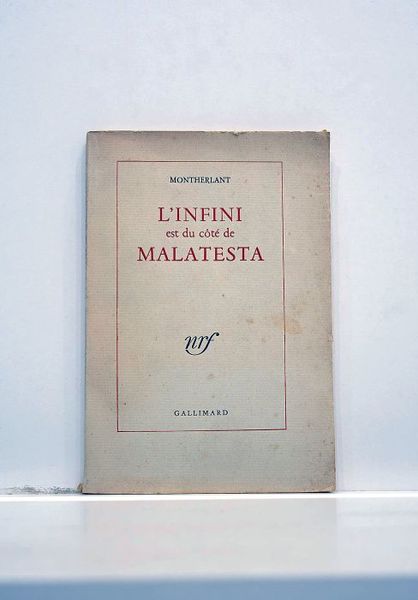 MONTHERLANT
L'INFINI
est du côté de
MALATESTA
nrf
GALLIMARD